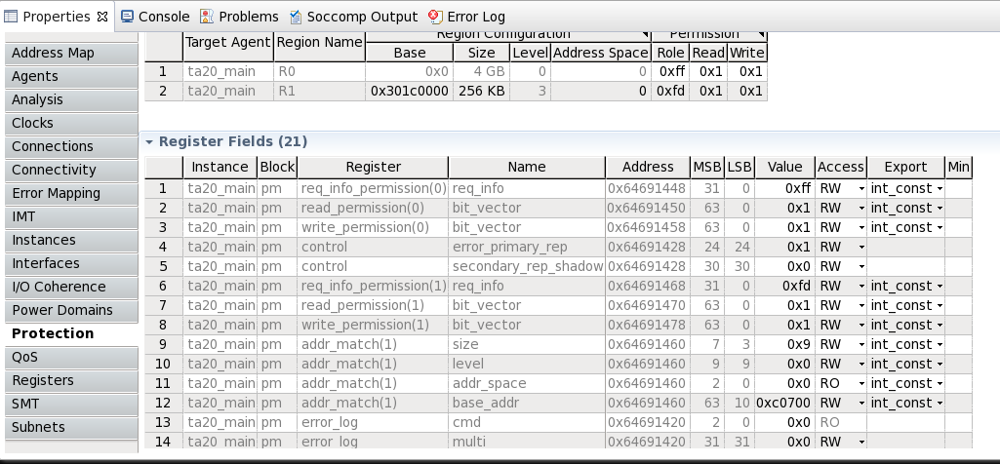 Properties Console Problems Soccomp Output Error Log
Address Map
Agents
Analysis
Clocks
Connections
Connectivity
Error Mapping
IMT
Instances
Interfaces
I/O Coherence
Power Domains
Protection
QoS
Registers
SMT
Subnets
Region Configuration Permission
Target Agent Region Name Base Size Level Address Space Role Read Write
1 ta20_main R0 0x0 4 GB 0 0 0xff 0x1 0x1
2 ta20_main R1 0x301c0000 256 KB 3 0 0xfd 0x1 0x1
Register Fields (21)
Instance Block Register Name Address MSB LSB Value Access Export Min
1 ta20_main pm req_info_permission(0) req_info 0x64691448 31 0 0xff RW int_const
2 ta20_main pm read_permission(0) bit_vector 0x64691450 63 0 0x1 RW int_const
3 ta20_main pm write_permission(0) bit_vector 0x64691458 63 0 0x1 RW int_const
4 ta20_main pm control error_primary_rep 0x64691428 24 24 0x1 RW
5 ta20_main pm control secondary_rep_shadow 0x64691428 30 30 0x0 RW
6 ta20_main pm req_info_permission(1) req_info 0x64691468 31 0 0xfd RW int_const
7 ta20_main pm read_permission(1) bit_vector 0x64691470 63 0 0x1 RW int_const
8 ta20_main pm write_permission(1) bit_vector 0x64691478 63 0 0x1 RW int_const
9 ta20_main pm addr_match(1) size 0x64691460 7 3 0x9 RW int_const
10 ta20_main pm addr_match(1) level 0x64691460 9 9 0x0 RW int_const
11 ta20_main pm addr_match(1) addr_space 0x64691460 2 0 0x0 RO int_const
12 ta20_main pm addr_match(1) base_addr 0x64691460 63 10 0xc0700 RW int_const
13 ta20_main pm error_log cmd 0x64691420 2 0 0x0 RO
14 ta20_main pm error_log multi 0x64691420 31 31 0x0 RW